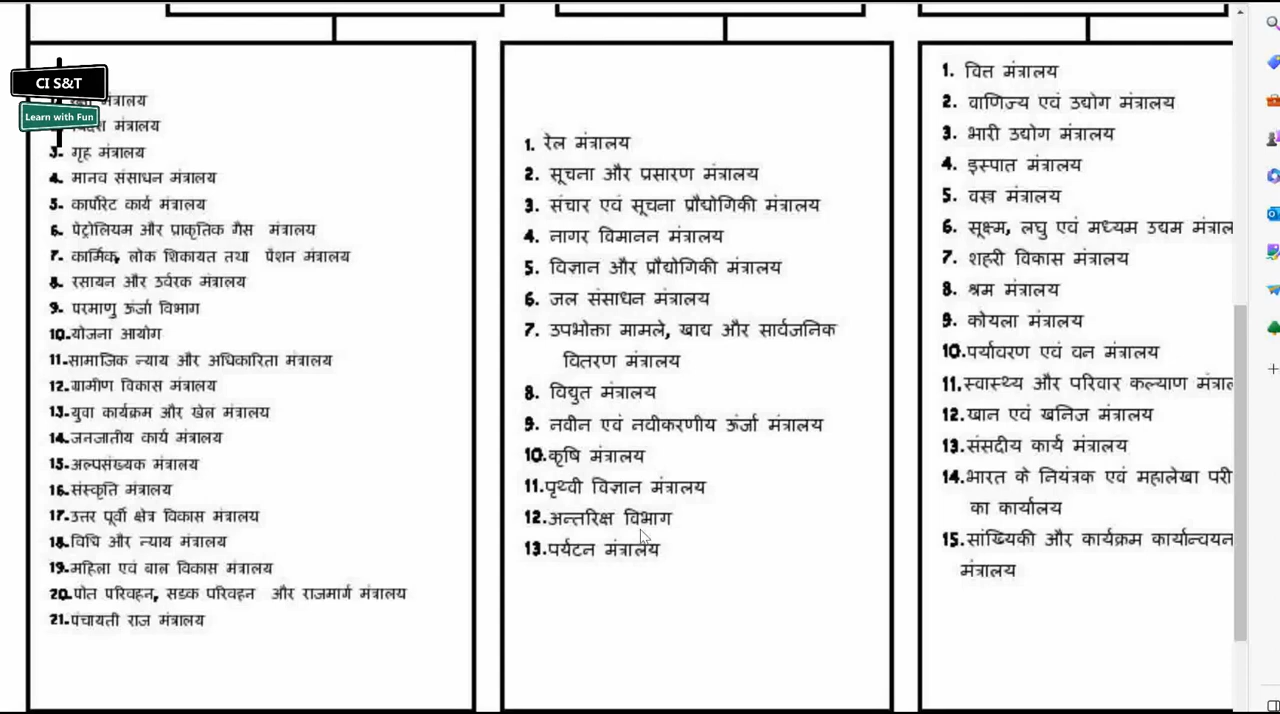 CI S&T
Learn with Fun
मंत्रालय
मंत्रालय
3. गृह मंत्रालय
4. मानव संसाधन मंत्रालय
5. कार्पोरेट कार्य मंत्रालय
6. पेट्रोलियम और प्राकृतिक गैस मंत्रालय
7. कार्मिक, लोक शिकायत तथा पेंशन मंत्रालय
8. रसायन और उर्वरक मंत्रालय
9. परमाणु ऊर्जा विभाग
10.योजना आयोग
11.सामाजिक न्याय और अधिकारिता मंत्रालय
12.ग्रामीण विकास मंत्रालय
13.युवा कार्यक्रम और खेल मंत्रालय
14.जनजातीय कार्य मंत्रालय
15.अल्पसंख्यक मंत्रालय
16.संस्कृति मंत्रालय
17.उत्तर पूर्वी क्षेत्र विकास मंत्रालय
18.विधि और न्याय मंत्रालय
19.महिला एवं बाल विकास मंत्रालय
20.पोत परिवहन, सडक परिवहन और राजमार्ग मंत्रालय
21.पंचायती राज मंत्रालय
1. रेल मंत्रालय
2. सूचना और प्रसारण मंत्रालय
3. संचार एवं सूचना प्रौद्योगिकी मंत्रालय
4. नागर विमानन मंत्रालय
5. विज्ञान और प्रौद्योगिकी मंत्रालय
6. जल संसाधन मंत्रालय
7. उपभोक्ता मामले, खाद्य और सार्वजनिक
वितरण मंत्रालय
8. विद्युत मंत्रालय
9. नवीन एवं नवीकरणीय ऊर्जा मंत्रालय
10.कृषि मंत्रालय
11.पृथ्वी विज्ञान मंत्रालय
12.अन्तरिक्ष विभाग
13.पर्यटन मंत्रालय
1. वित्त मंत्रालय
2. वाणिज्य एवं उद्योग मंत्रालय
3. भारी उद्योग मंत्रालय
4. इस्पात मंत्रालय
5. वस्त्र मंत्रालय
6. सूक्ष्म, लघु एवं मध्यम उद्यम मंत्राल
7. शहरी विकास मंत्रालय
8. श्रम मंत्रालय
9. कोयला मंत्रालय
10.पर्यावरण एवं वन मंत्रालय
11.स्वास्थ्य और परिवार कल्याण मंत्राल
12.खान एवं खनिज मंत्रालय
13.संसदीय कार्य मंत्रालय
14.भारत के नियंत्रक एवं महालेखा परी
का कार्यालय
15.सांख्यिकी और कार्यक्रम कार्यान्वयन
मंत्रालय